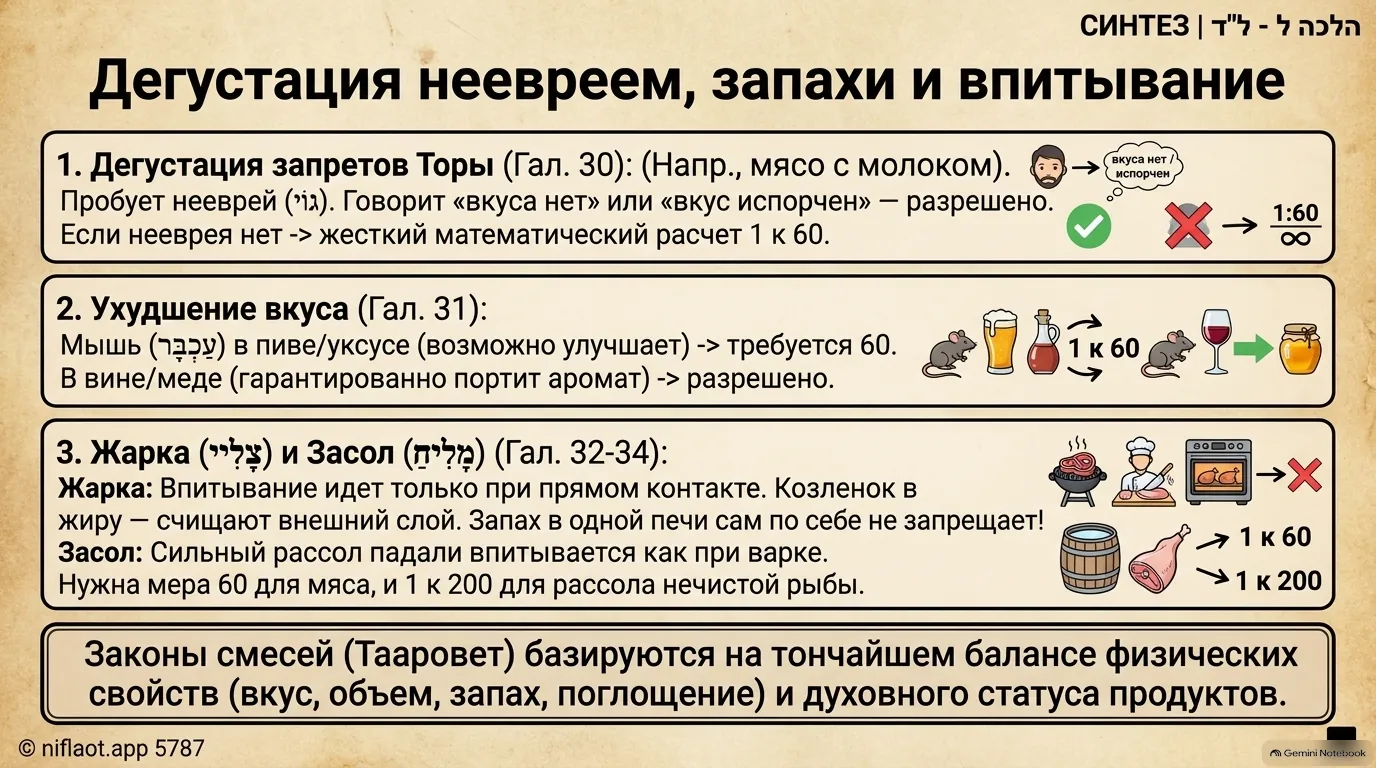 СИНТЕЗ | הלכה ל - ל"ד
Дегустация неевреем, запахи и впитывание
1. Дегустация запретов Торы (Гал. 30): (Напр., мясо с молоком).
Пробует нееврей (גוֹי). Говорит «вкуса нет» или «вкус испорчен» — разрешено.
Если нееврея нет -> жесткий математический расчет 1 к 60.
вкуса нет /
испорчен
1:60
∞
2. Ухудшение вкуса (Гал. 31):
Мышь (עַכְבָּר) в пиве/уксусе (возможно улучшает) -> требуется 60.
В вине/меде (гарантированно портит аромат) -> разрешено.
1 к 60
3. Жарка (צָלִיי) и Засол (מָלִיחַ) (Гал. 32-34):
Жарка: Впитывание идет только при прямом контакте. Козленок в
жиру — счищают внешний слой. Запах в одной печи сам по себе не запрещает!
Засол: Сильный рассол падали впитывается как при варке.
Нужна мера 60 для мяса, и 1 к 200 для рассола нечистой рыбы.
1 к 60
1 к 200
Законы смесей (Тааровет) базируются на тончайшем балансе физических
свойств (вкус, объем, запах, поглощение) и духовного статуса продуктов.
© niflaot.app 5787
Gemini Notebook